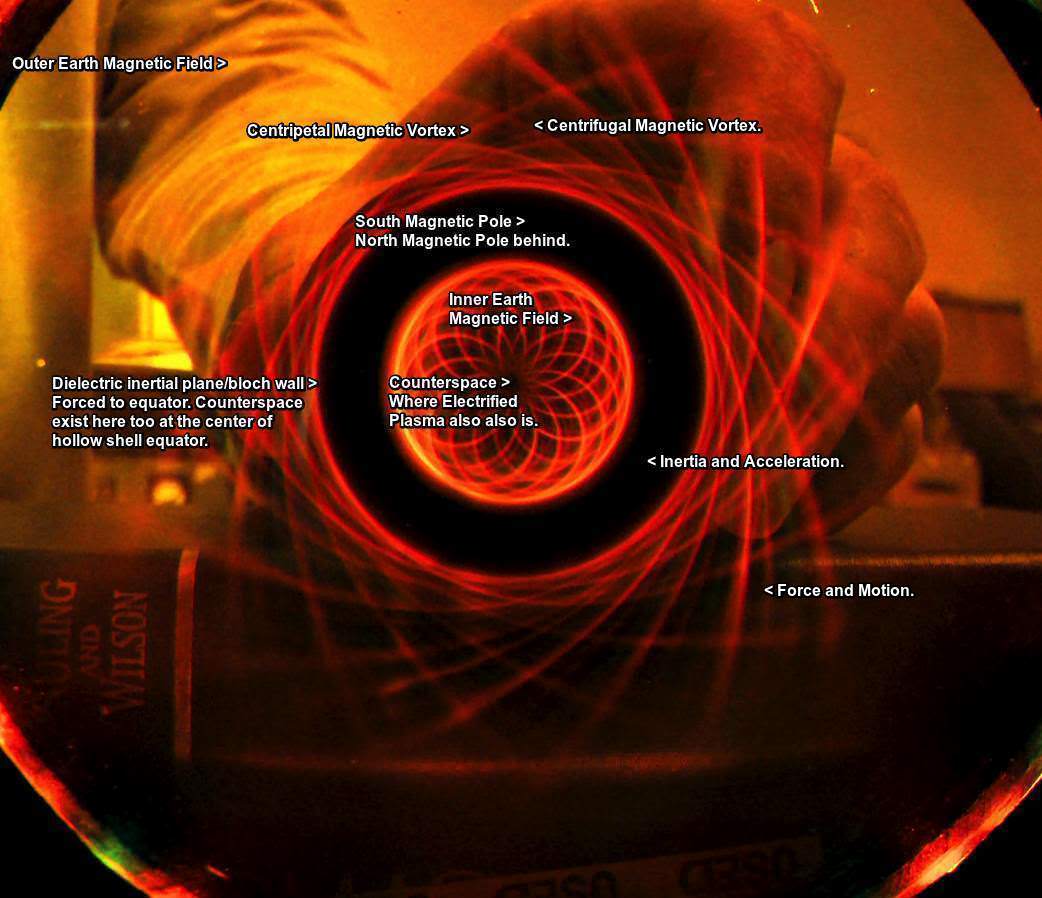 Outer Earth Magnetic Field >
Centripetal Magnetic Vortex >
< Centrifugal Magnetic Vortex.
South Magnetic Pole >
North Magnetic Pole behind.
Inner Earth
Magnetic Field >
Dielectric inertial plane/bloch wall >
Forced to equator. Counterspace
exist here too at the center of
hollow shell equator.
Counterspace >
Where Electrified
Plasma also also is.
< Inertia and Acceleration.
< Force and Motion.
AND
WILSON
USED
USED